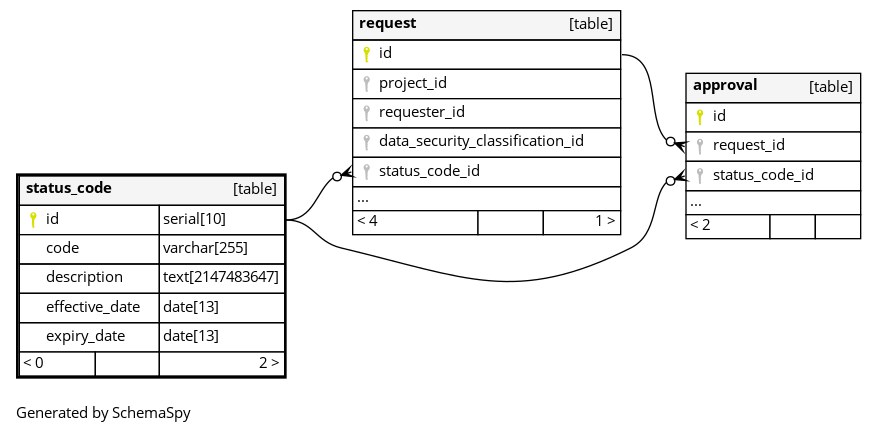 request [table]
id
project_id
requester_id
data_security_classification_id
status_code_id
...
< 4 1 >
approval [table]
id
request_id
status_code_id
...
< 2
status_code [table]
id serial[10]
code varchar[255]
description text[2147483647]
effective_date date[13]
expiry_date date[13]
< 0 2 >
Generated by SchemaSpy